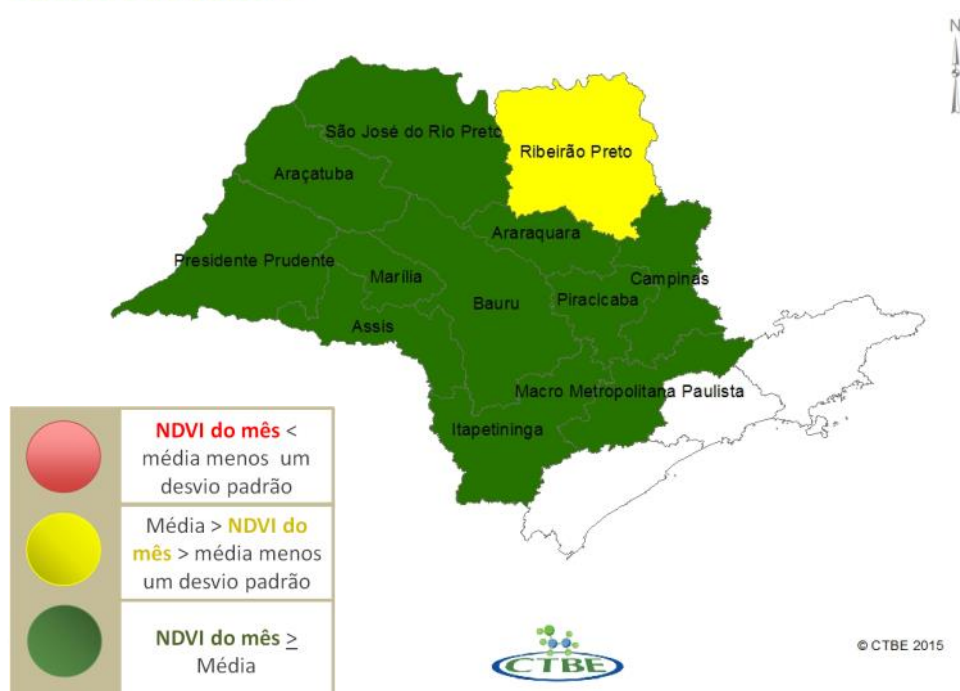 N
São José do Rio Preto
Ribeirão Preto
Araçatuba
Araraquara
Presidente Prudente
Marília
Campinas
Bauru
Piracicaba
Assis
Macro Metropolitana Paulista
Itapetininga
NDVI do mês <
média menos um
desvio padrão
Média > NDVI do
mês > média menos
um desvio padrão
NDVI do mês ≥
Média
CTBE
© CTBE 2015